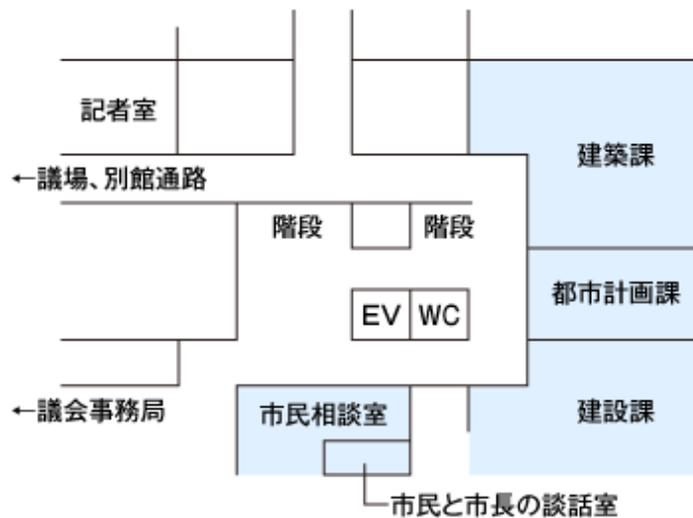 記者室
建築課
←議場、別館通路
階段
階段
都市計画課
EV
WC
←議会事務局
市民相談室
建設課
市民と市長の談話室